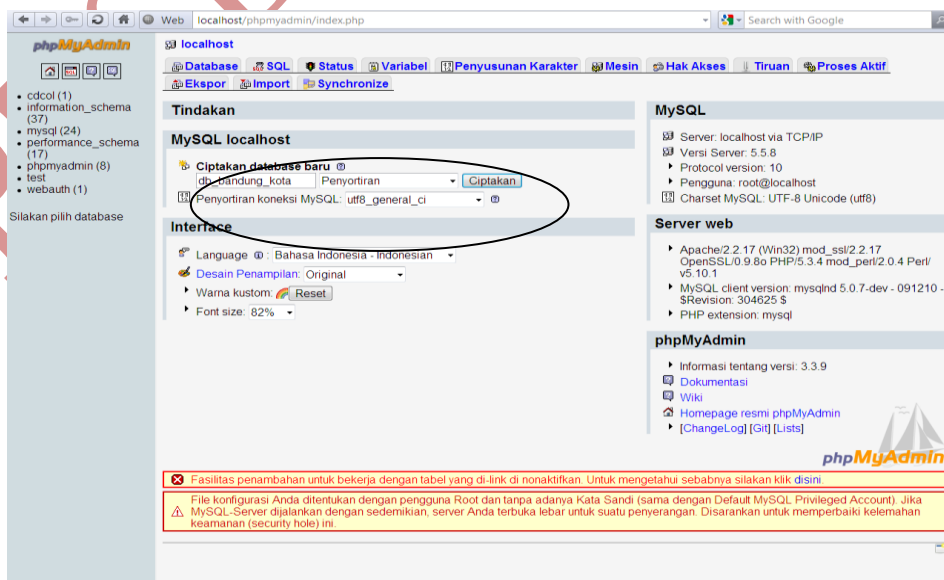 Web localhost/phpmyadmin/index.php Search with Google
phpMyAdmin
cdcol (1)
information_schema
(37)
mysql (24)
performance_schema
(17)
phpmyadmin (8)
test
webauth (1)
Silakan pilih database
localhost
Database SQL Status Variabel Penyusunan Karakter Mesin Hak Akses Tiruan Proses Aktif
Ekspor Import Synchronize
Tindakan
MySQL localhost
Ciptakan database baru
db_bandung_kota Penyortiran Ciptakan
Penyortiran koneksi MySQL: utf8_general_ci
Interface
Language : Bahasa Indonesia - Indonesian
Desain Penampilan: Original
Warna kustom: Reset
Font size: 82%
MySQL
Server: localhost via TCP/IP
Versi Server: 5.5.8
Protocol version: 10
Pengguna: root@localhost
Charset MySQL: UTF-8 Unicode (utf8)
Server web
Apache/2.2.17 (Win32) mod_ssl/2.2.17
OpenSSL/0.9.8o PHP/5.3.4 mod_perl/2.0.4 Perl/
v5.10.1
MySQL client version: mysqlnd 5.0.7-dev - 091210 -
$Revision: 304625 $
PHP extension: mysql
phpMyAdmin
Informasi tentang versi: 3.3.9
Dokumentasi
Wiki
Homepage resmi phpMyAdmin
[ChangeLog] [Git] [Lists]
phpMyAdmin
Fasilitas penambahan untuk bekerja dengan tabel yang di-link di nonaktifkan. Untuk mengetahui sebabnya silakan klik disini.
File konfigurasi Anda ditentukan dengan pengguna Root dan tanpa adanya Kata Sandi (sama dengan Default MySQL Privileged Account). Jika
MySQL-Server dijalankan dengan sedemikian, server Anda terbuka lebar untuk suatu penyerangan. Disarankan untuk memperbaiki kelemahan
keamanan (security hole) ini.